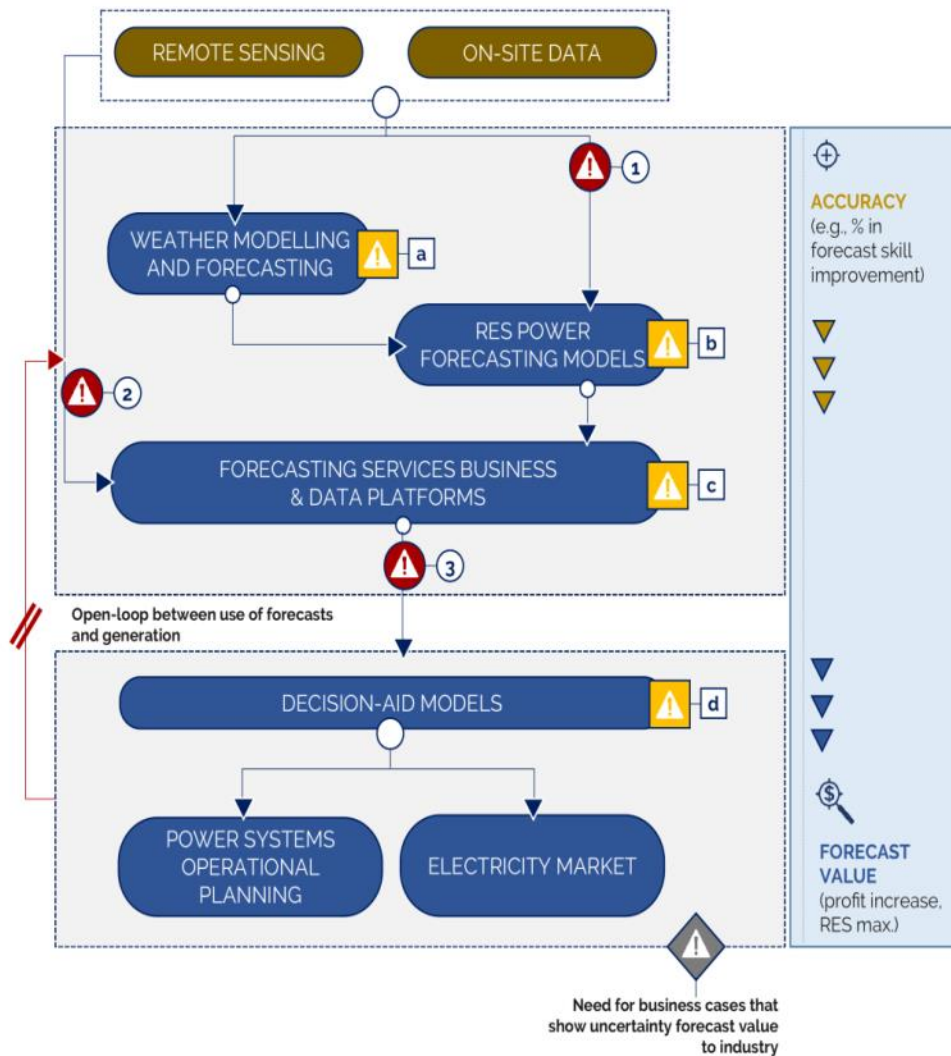 REMOTE SENSING
ON-SITE DATA
1
WEATHER MODELLING
AND FORECASTING
a
RES POWER
FORECASTING MODELS
b
2
FORECASTING SERVICES BUSINESS
& DATA PLATFORMS
c
3
Open-loop between use of forecasts
and generation
DECISION-AID MODELS
d
POWER SYSTEMS
OPERATIONAL
PLANNING
ELECTRICITY MARKET
Need for business cases that
show uncertainty forecast value
to industry
ACCURACY
(e.g., % in
forecast skill
improvement)
$
FORECAST
VALUE
(profit increase,
RES max.)